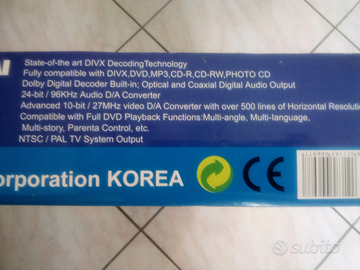 State-of-the art DIVX DecodingTechnology
Fully compatible with DIVX,DVD,MP3,CD-R,CD-RW,PHOTO CD
Dolby Digital Decoder Built-in; Optical and Coaxial Digital Audio Output
24-bit / 96KHz Audio D/A Converter
Advanced 10-bit / 27MHz video D/A Converter with over 500 lines of Horizontal Resolutio
Compatible with Full DVD Playback Functions:Multi-angle, Multi-language,
Multi-story, Parenta Control, etc.
NTSC / PAL TV System Output
orporation KOREA
CE
subito